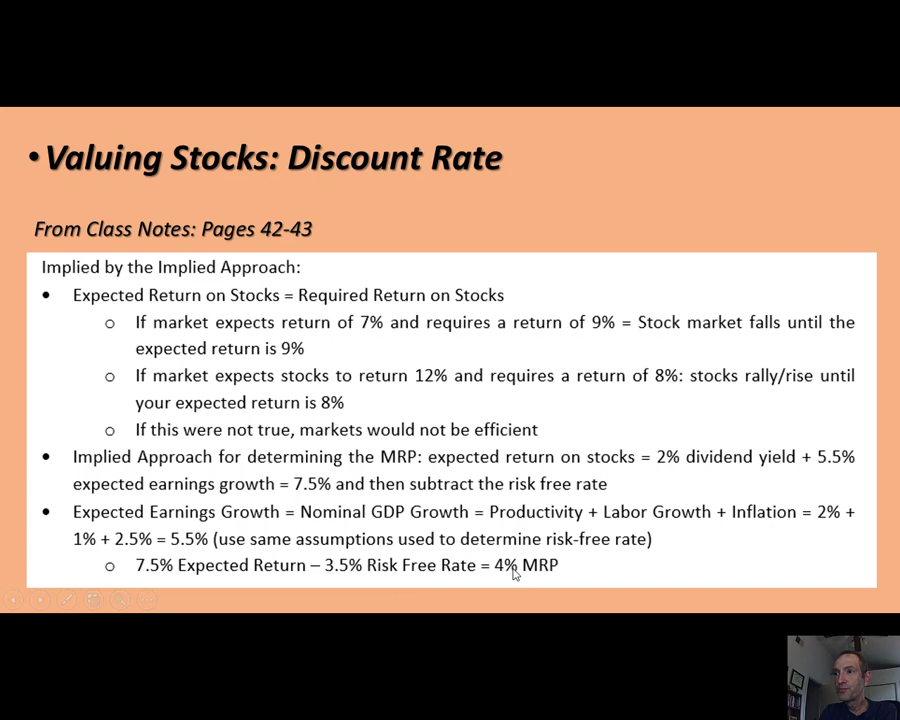 • Valuing Stocks: Discount Rate
From Class Notes: Pages 42-43
Implied by the Implied Approach:
• Expected Return on Stocks = Required Return on Stocks
o If market expects return of 7% and requires a return of 9% = Stock market falls until the
expected return is 9%
o If market expects stocks to return 12% and requires a return of 8%: stocks rally/rise until
your expected return is 8%
o If this were not true, markets would not be efficient
• Implied Approach for determining the MRP: expected return on stocks = 2% dividend yield + 5.5%
expected earnings growth = 7.5% and then subtract the risk free rate
• Expected Earnings Growth = Nominal GDP Growth = Productivity + Labor Growth + Inflation = 2% +
1% + 2.5% = 5.5% (use same assumptions used to determine risk-free rate)
o 7.5% Expected Return – 3.5% Risk Free Rate = 4% MRP